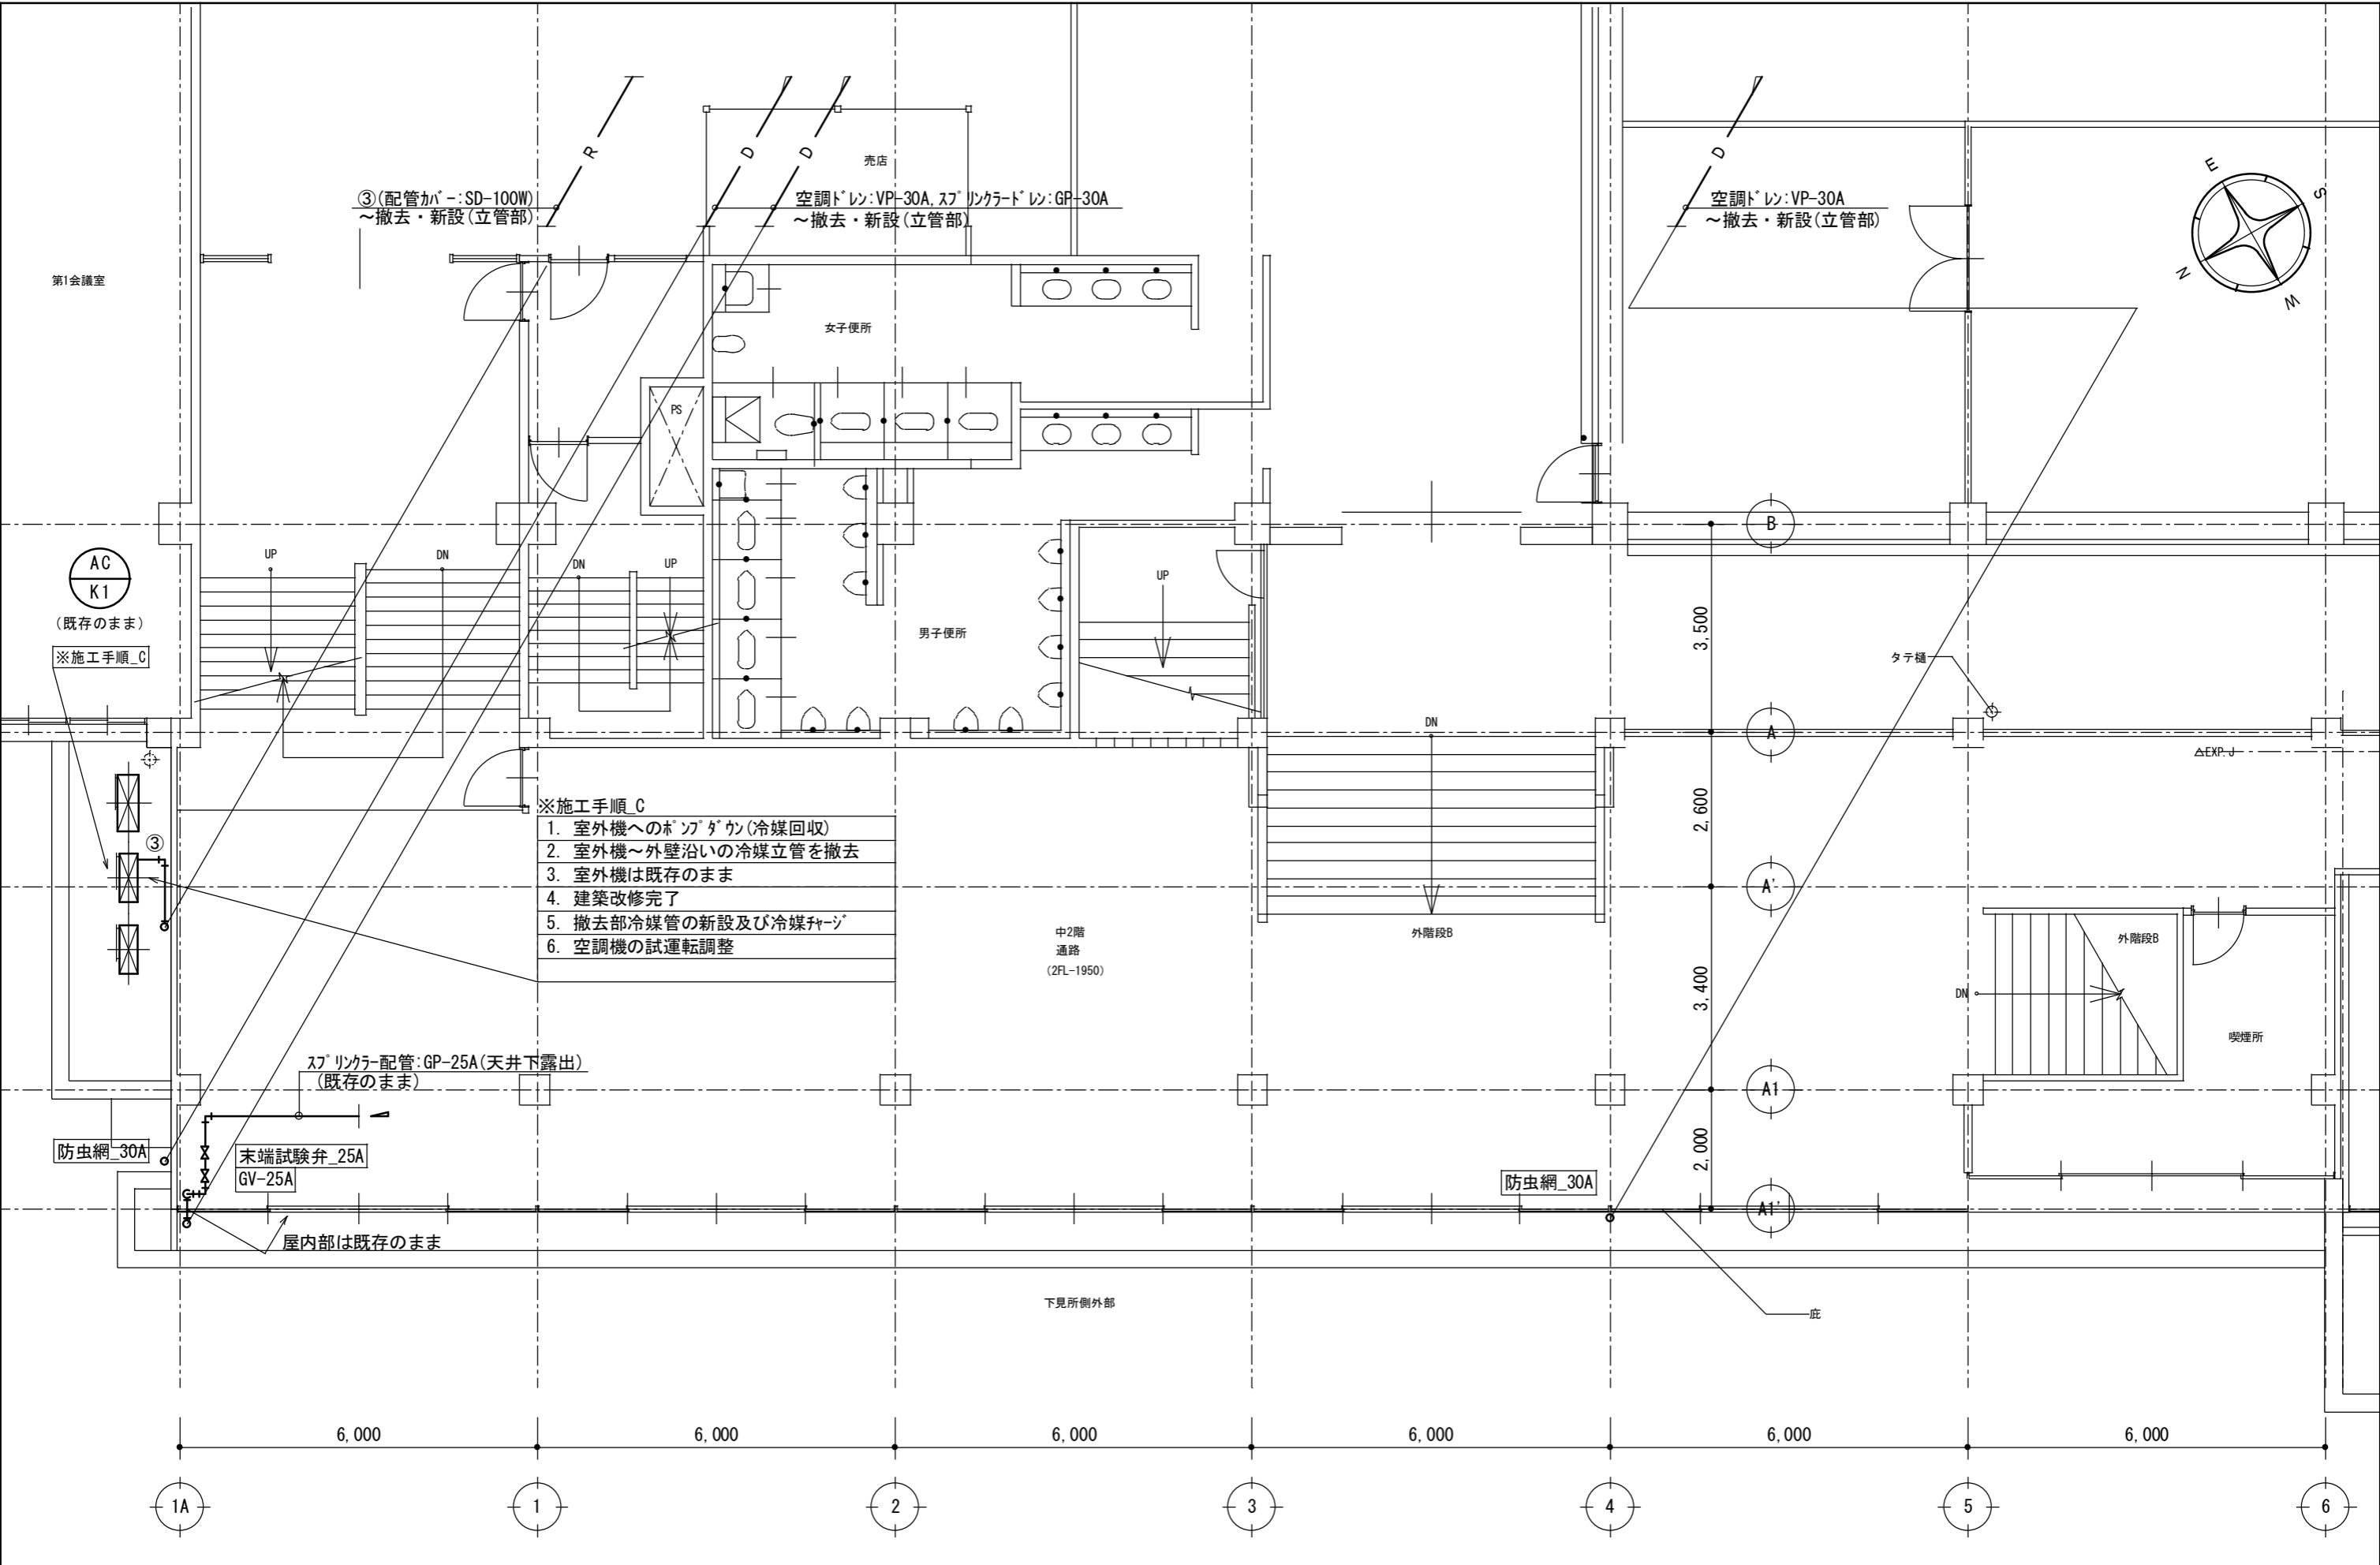 R
D
D
D
売店
③(配管ｶﾊﾞｰ:SD-100W)
～撤去・新設(立管部)
空調ﾄﾞﾚﾝ:VP-30A,ｽﾌﾟﾘﾝｸﾗｰﾄﾞﾚﾝ:GP-30A
～撤去・新設(立管部)
空調ﾄﾞﾚﾝ:VP-30A
～撤去・新設(立管部)
E
S
N
W
第1会議室
女子便所
PS
B
AC
K1
(既存のまま)
※施工手順_C
UP
DN
DN
UP
UP
男子便所
3,500
タテ樋
DN
A
△EXP.J
③
※施工手順_C
1. 室外機へのﾎﾟﾝﾌﾟﾀﾞｳﾝ(冷媒回収)
2. 室外機～外壁沿いの冷媒立管を撤去
3. 室外機は既存のまま
4. 建築改修完了
5. 撤去部冷媒管の新設及び冷媒ﾁｬｰｼﾞ
6. 空調機の試運転調整
2,600
A'
中2階
通路
(2FL-1950)
外階段B
外階段B
3,400
DN
喫煙所
ｽﾌﾟﾘﾝｸﾗｰ配管:GP-25A(天井下露出)
(既存のまま)
A1
防虫網_30A
末端試験弁_25A
GV-25A
2,000
防虫網_30A
A1'
屋内部は既存のまま
下見所側外部
庇
6,000
6,000
6,000
6,000
6,000
6,000
1A
1
2
3
4
5
6